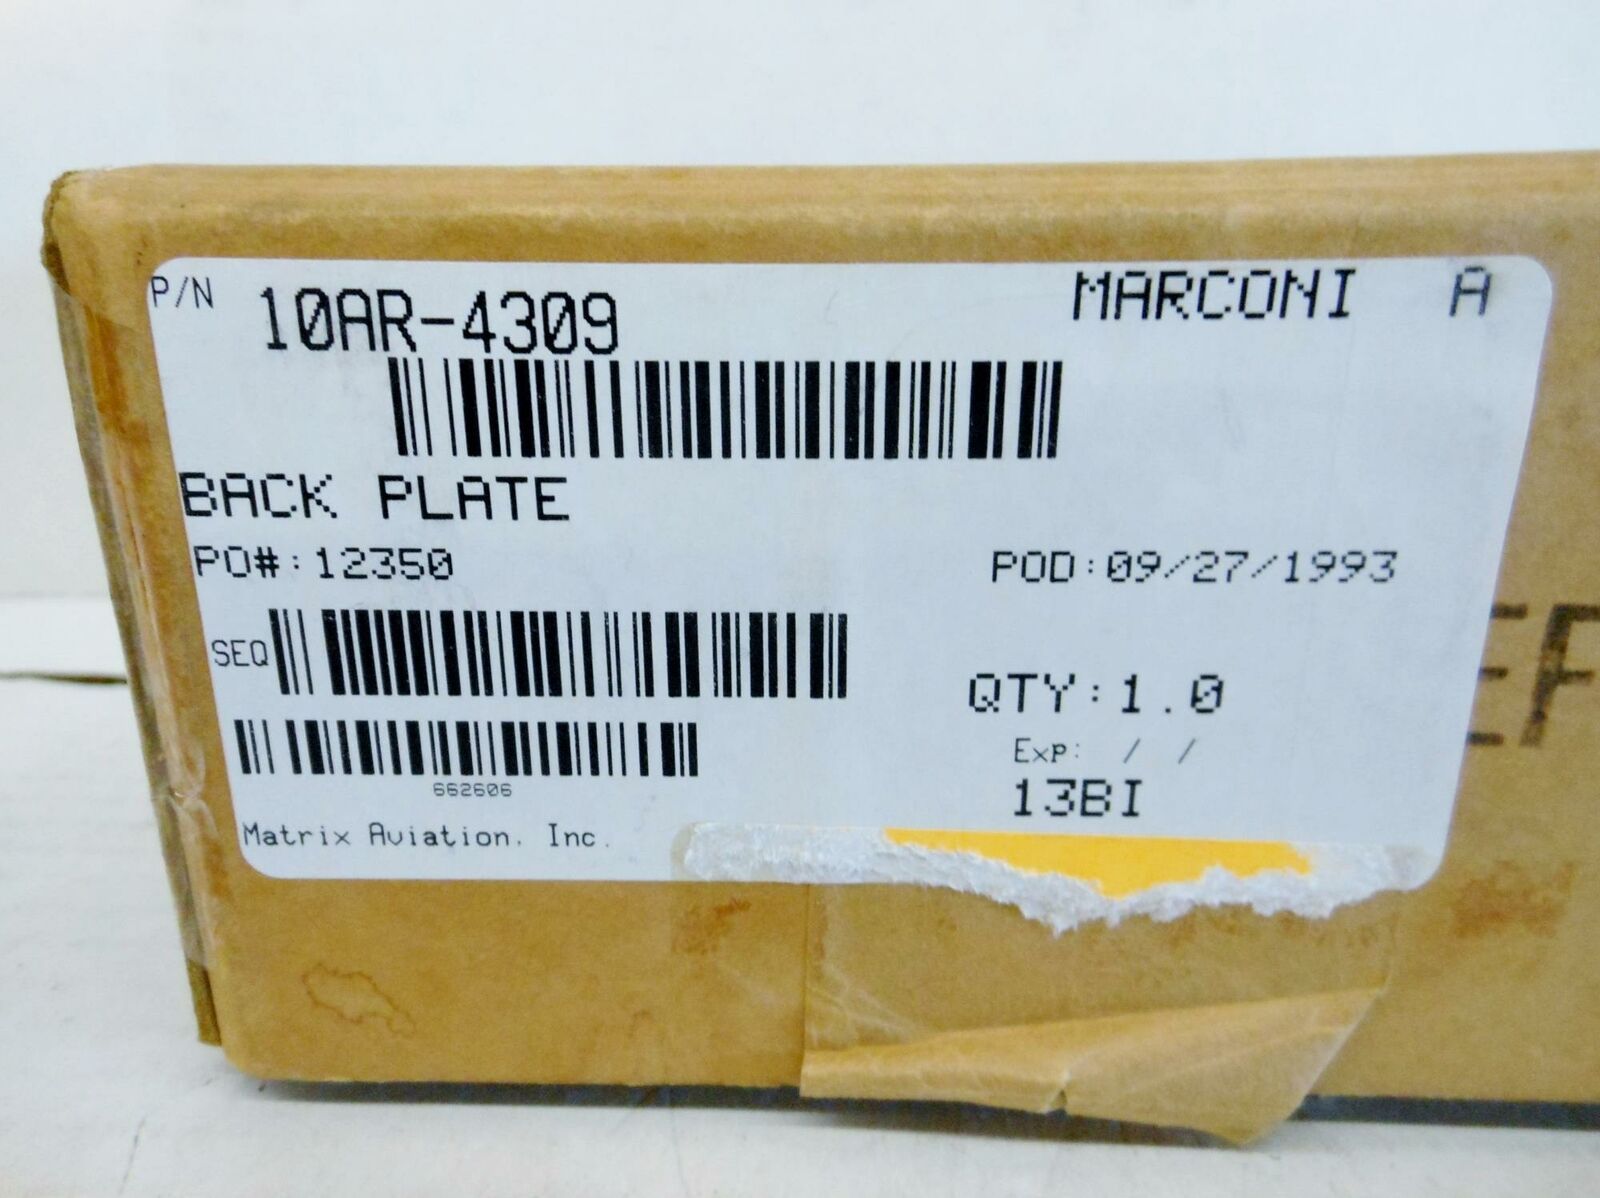 P/N 10AR-4309 MARCONI A
BACK PLATE
PO#:12350 POD:09/27/1993
SEQ
QTY:1.0
Exp: / /
662606
13BI
Matrix Aviation, Inc.
EF